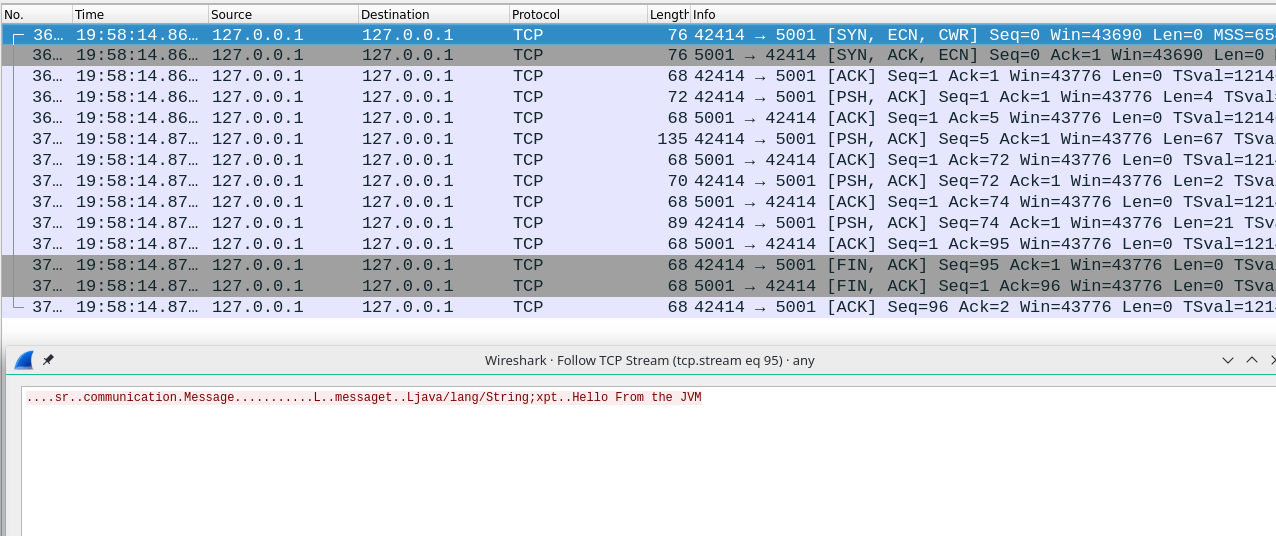 No. Time Source Destination Protocol Length Info
36… 19:58:14.86… 127.0.0.1 127.0.0.1 TCP 76 42414 → 5001 [SYN, ECN, CWR] Seq=0 Win=43690 Len=0 MSS=65
36… 19:58:14.86… 127.0.0.1 127.0.0.1 TCP 76 5001 → 42414 [SYN, ACK, ECN] Seq=0 Ack=1 Win=43690 Len=0
36… 19:58:14.86… 127.0.0.1 127.0.0.1 TCP 68 42414 → 5001 [ACK] Seq=1 Ack=1 Win=43776 Len=0 TSval=1214
36… 19:58:14.86… 127.0.0.1 127.0.0.1 TCP 72 42414 → 5001 [PSH, ACK] Seq=1 Ack=1 Win=43776 Len=4 TSval
36… 19:58:14.86… 127.0.0.1 127.0.0.1 TCP 68 5001 → 42414 [ACK] Seq=1 Ack=5 Win=43776 Len=0 TSval=1214
37… 19:58:14.87… 127.0.0.1 127.0.0.1 TCP 135 42414 → 5001 [PSH, ACK] Seq=5 Ack=1 Win=43776 Len=67 TSv
37… 19:58:14.87… 127.0.0.1 127.0.0.1 TCP 68 5001 → 42414 [ACK] Seq=1 Ack=72 Win=43776 Len=0 TSval=121
37… 19:58:14.87… 127.0.0.1 127.0.0.1 TCP 70 42414 → 5001 [PSH, ACK] Seq=72 Ack=1 Win=43776 Len=2 TSva
37… 19:58:14.87… 127.0.0.1 127.0.0.1 TCP 68 5001 → 42414 [ACK] Seq=1 Ack=74 Win=43776 Len=0 TSval=121
37… 19:58:14.87… 127.0.0.1 127.0.0.1 TCP 89 42414 → 5001 [PSH, ACK] Seq=74 Ack=1 Win=43776 Len=21 TSv
37… 19:58:14.87… 127.0.0.1 127.0.0.1 TCP 68 5001 → 42414 [ACK] Seq=1 Ack=95 Win=43776 Len=0 TSval=121
37… 19:58:14.87… 127.0.0.1 127.0.0.1 TCP 68 42414 → 5001 [FIN, ACK] Seq=95 Ack=1 Win=43776 Len=0 TSva
37… 19:58:14.87… 127.0.0.1 127.0.0.1 TCP 68 5001 → 42414 [FIN, ACK] Seq=1 Ack=96 Win=43776 Len=0 TSva
37… 19:58:14.87… 127.0.0.1 127.0.0.1 TCP 68 42414 → 5001 [ACK] Seq=96 Ack=2 Win=43776 Len=0 TSval=121
Wireshark · Follow TCP Stream (tcp.stream eq 95) · any
....sr..communication.Message...........L..messaget..Ljava/lang/String;xpt..Hello From the JVM